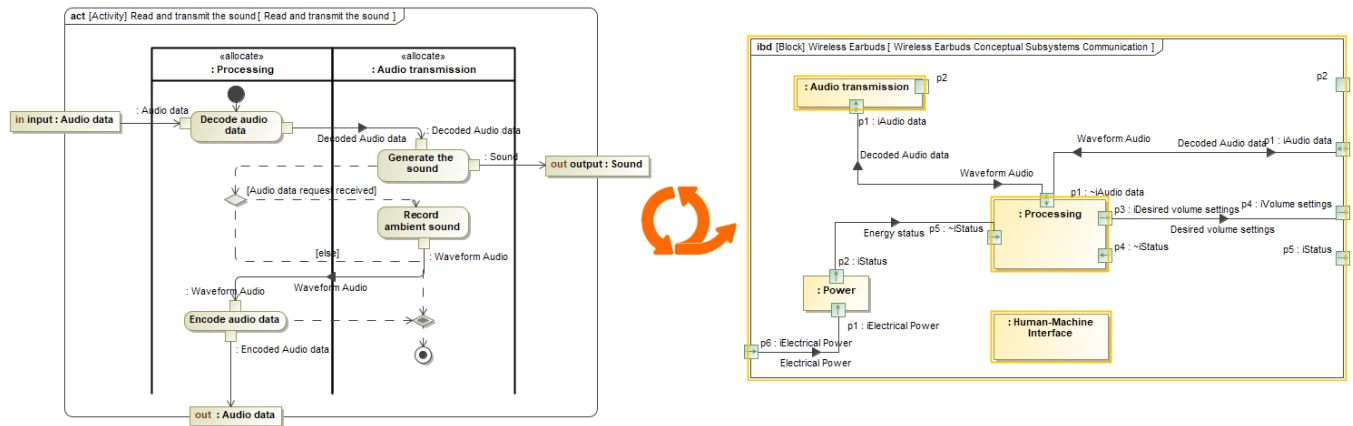 act [Activity] Read and transmit the sound [ Read and transmit the sound ]
«allocate»
: Processing
«allocate»
: Audio transmission
in input : Audio data
: Audio data
Decode audio
data
Decoded Audio data
: Decoded Audio data
Generate the
sound
: Sound
out output : Sound
[Audio data request received]
Record
ambient sound
[else]
: Waveform Audio
Waveform Audio
: Waveform Audio
Encode audio data
: Encoded Audio data
out : Audio data
ibd [Block] Wireless Earbuds [ Wireless Earbuds Conceptual Subsystems Communication ]
: Audio transmission
p2
p2
p1 : iAudio data
Waveform Audio
Decoded Audio data
p1 : iAudio data
Decoded Audio data
Waveform Audio
p1 : ~iAudio data
: Processing
p3 : iDesired volume settings
p4 : iVolume settings
Desired volume settings
Energy status
p5 : ~iStatus
p4 : ~iStatus
p5 : iStatus
p2 : iStatus
: Power
p1 : iElectrical Power
: Human-Machine
Interface
p6 : iElectrical Power
Electrical Power